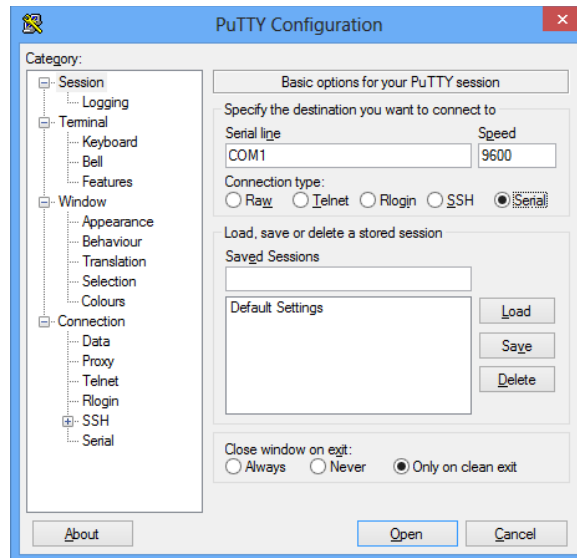 PuTTY Configuration
Category:
Session
Logging
Terminal
Keyboard
Bell
Features
Window
Appearance
Behaviour
Translation
Selection
Colours
Connection
Data
Proxy
Telnet
Rlogin
SSH
Serial
Basic options for your PuTTY session
Specify the destination you want to connect to
Serial line Speed
COM1 9600
Connection type:
Raw Telnet Rlogin SSH Serial
Load, save or delete a stored session
Saved Sessions
Default Settings
Load
Save
Delete
Close window on exit:
Always Never Only on clean exit
About Open Cancel